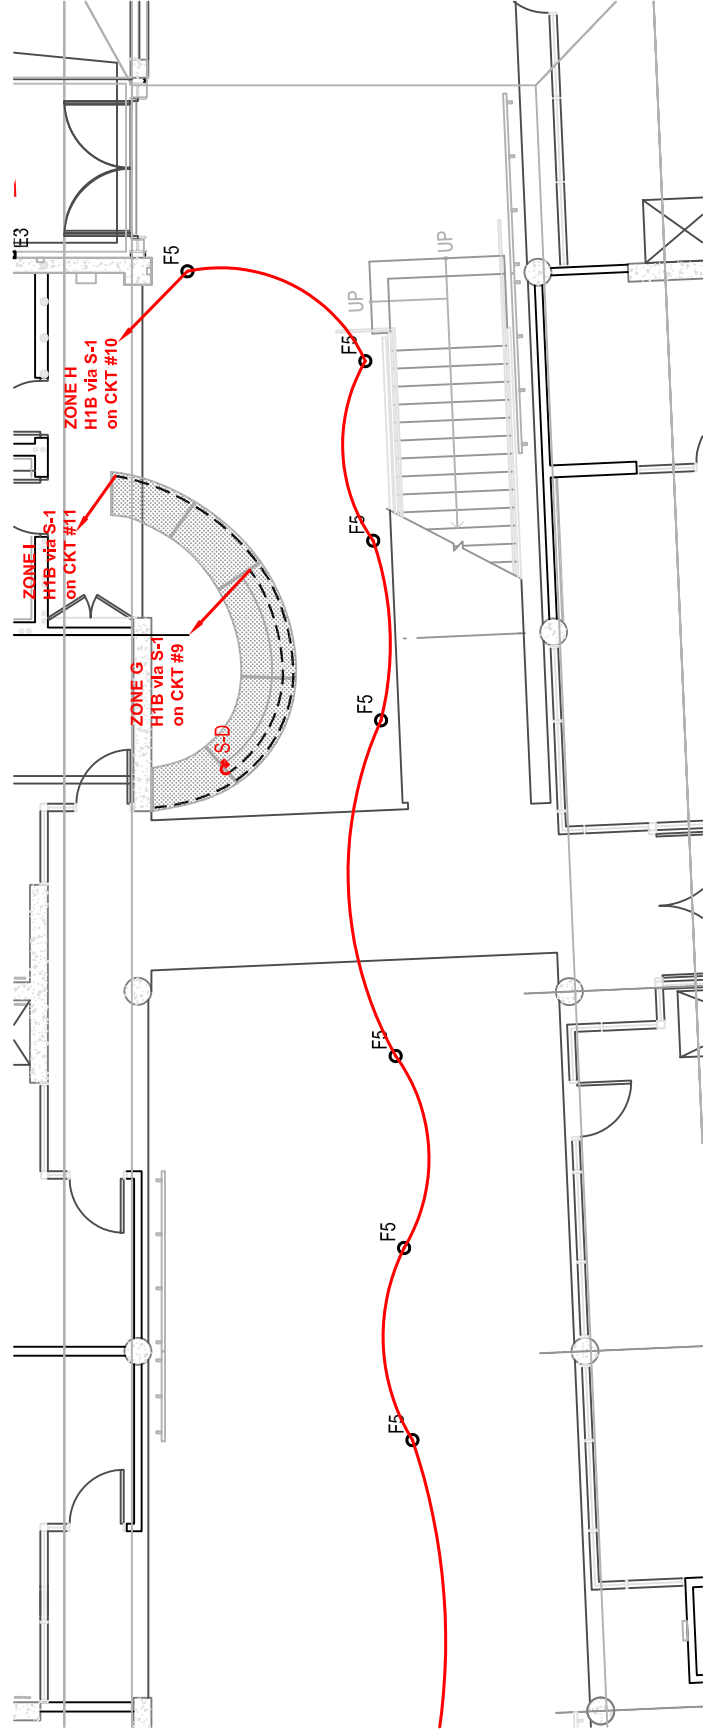 E3
F5
UP
UP
F5
ZONE H
H1B via S-1
on CKT #10
ZONE I
H1B via S-1
on CKT #11
F5
ZONE G
H1B via S-1
on CKT #9
F5
S-D
F5
F5
F5